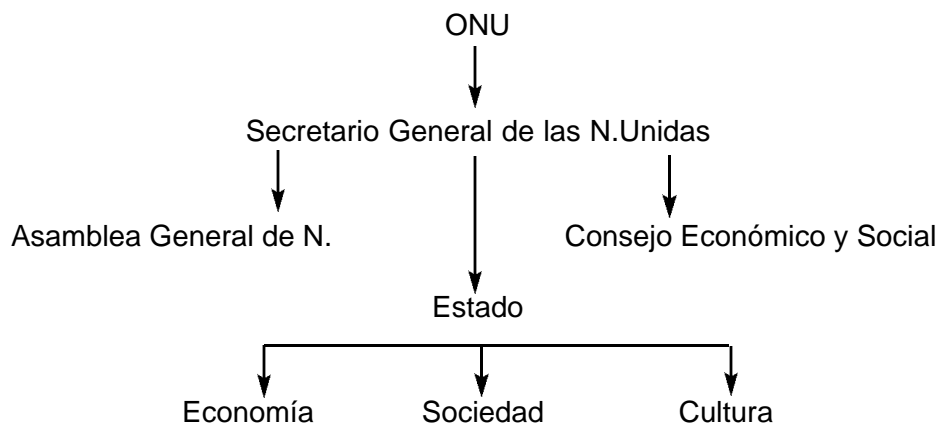 ONU
Secretario General de las N.Unidas
Asamblea General de N.
Consejo Económico y Social
Estado
Economía
Sociedad
Cultura